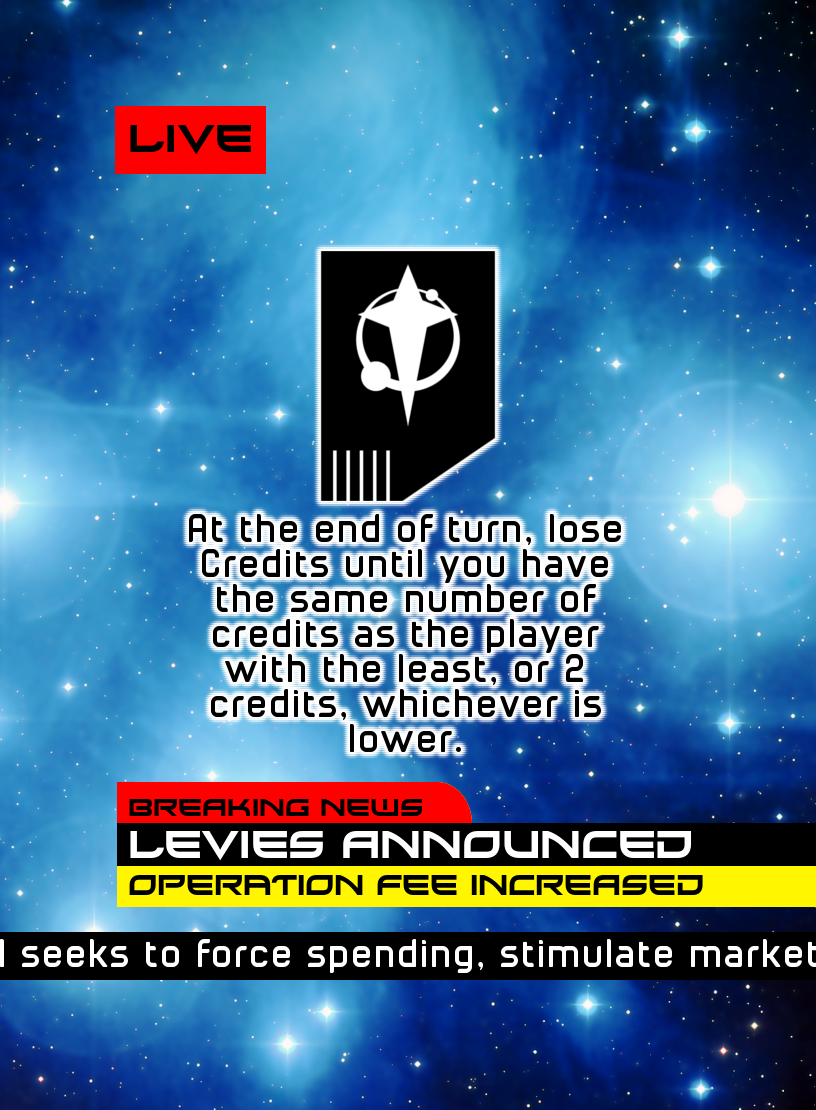 LIVE
At the end of turn, lose
Credits until you have
the same number of
credits as the player
with the least, or 2
credits, whichever is
lower.
BREAKING NEWS
LEVIES ANNOUNCED
OPERATION FEE INCREASED
seeks to force spending, stimulate market